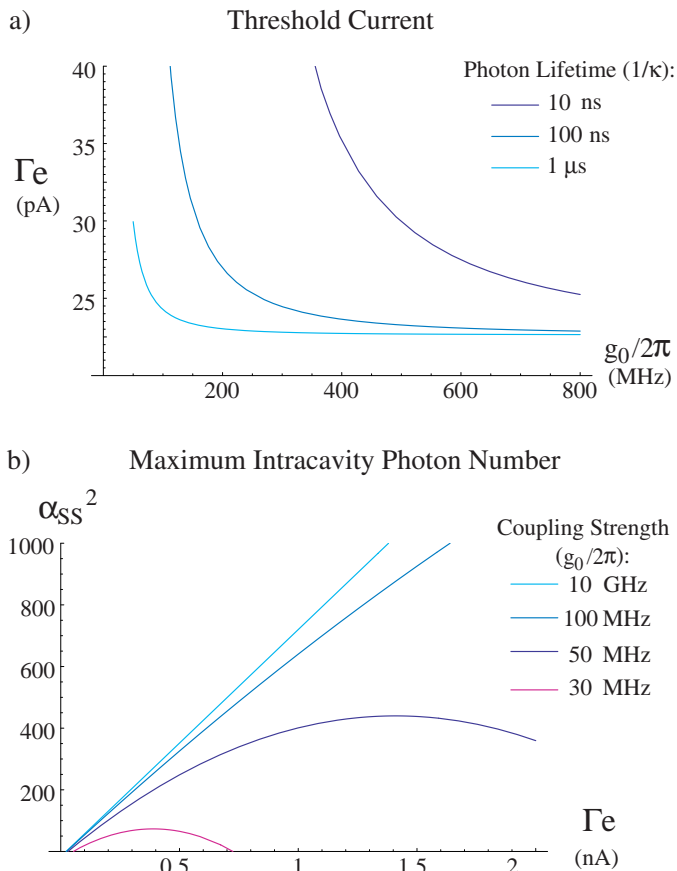 a) Threshold Current
40
35
30
25
Γe
(pA)
Photon Lifetime (1/κ):
10 ns
100 ns
1 μs
200 400 600 800
g₀/2π
(MHz)
b) Maximum Intracavity Photon Number
αSS²
1000
800
600
400
200
Coupling Strength
(g₀/2π):
10 GHz
100 MHz
50 MHz
30 MHz
0.5 1 1.5 2
Γe
(nA)